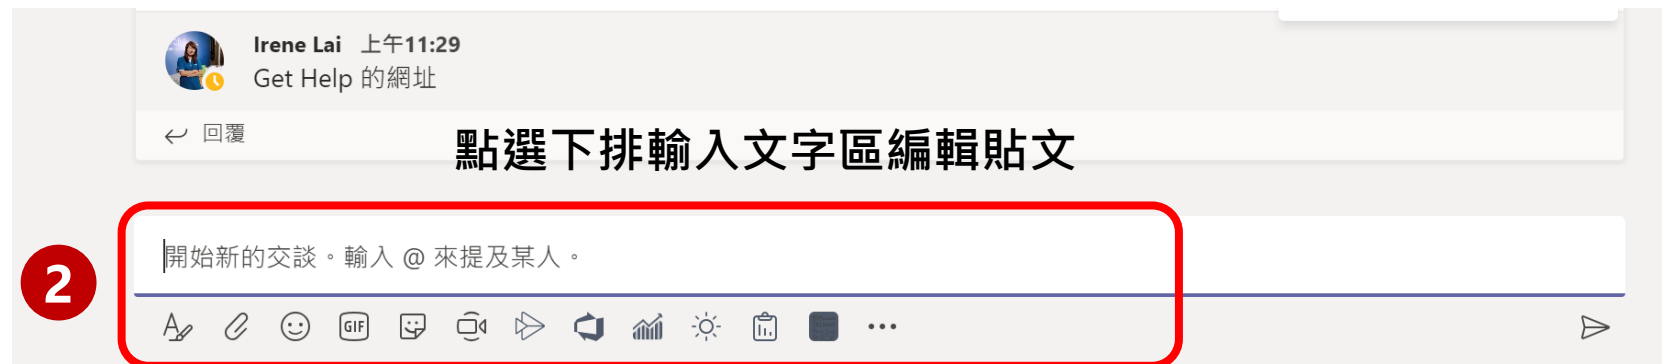 Irene Lai 上午11:29
Get Help 的網址
回覆
點選下排輸入文字區編輯貼文
2
開始新的交談。輸入 @ 來提及某人。
GIF